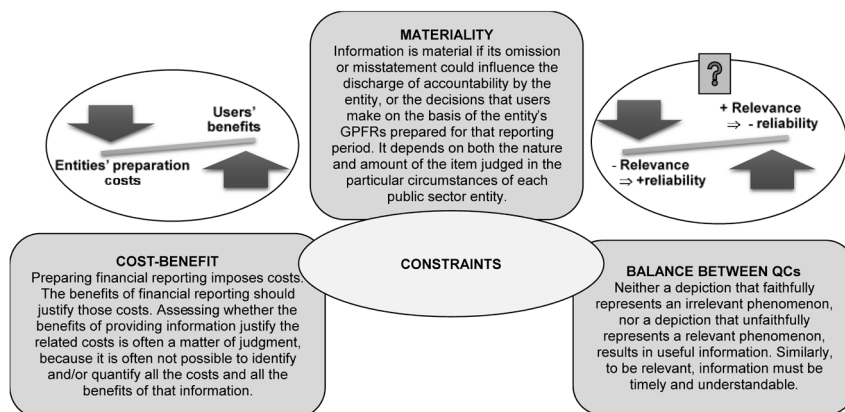 MATERIALITY
Information is material if its omission
or misstatement could influence the
discharge of accountability by the
entity, or the decisions that users
make on the basis of the entity's
GPFRs prepared for that reporting
period. It depends on both the nature
and amount of the item judged in the
particular circumstances of each
public sector entity.
Users'
benefits
Entities' preparation
costs
?
+ Relevance
⇒ - reliability
- Relevance
⇒ +reliability
CONSTRAINTS
COST-BENEFIT
Preparing financial reporting imposes costs.
The benefits of financial reporting should
justify those costs. Assessing whether the
benefits of providing information justify the
related costs is often a matter of judgment,
because it is often not possible to identify
and/or quantify all the costs and all the
benefits of that information.
BALANCE BETWEEN QCs
Neither a depiction that faithfully
represents an irrelevant phenomenon,
nor a depiction that unfaithfully
represents a relevant phenomenon,
results in useful information. Similarly,
to be relevant, information must be
timely and understandable.